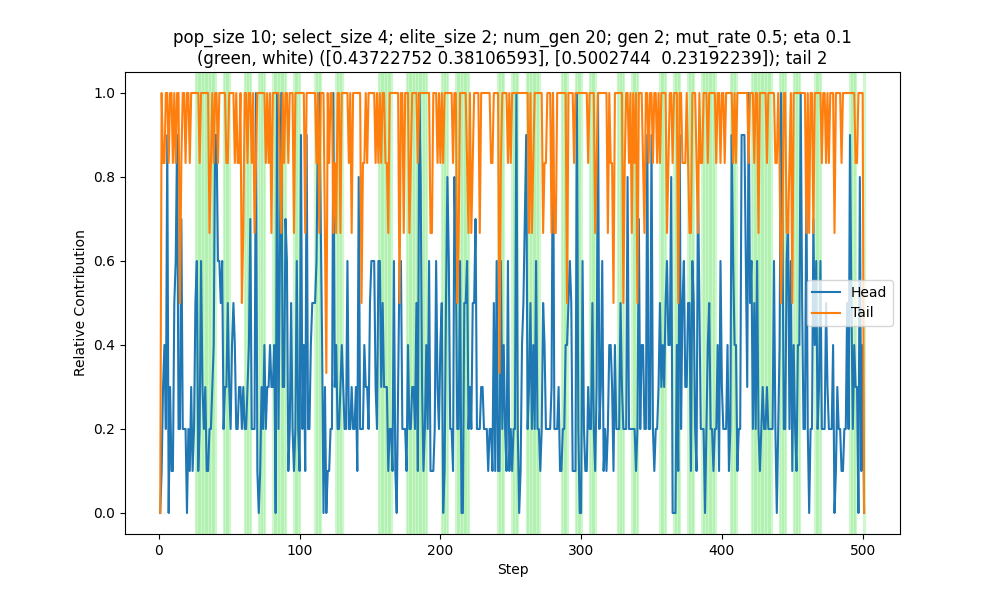 pop_size 10; select_size 4; elite_size 2; num_gen 20; gen 2; mut_rate 0.5; eta 0.1
(green, white) ([0.43722752 0.38106593], [0.5002744  0.23192239]); tail 2
Relative Contribution
1.0
0.8
0.6
0.4
0.2
0.0
Head
Tail
0
100
200
300
400
500
Step